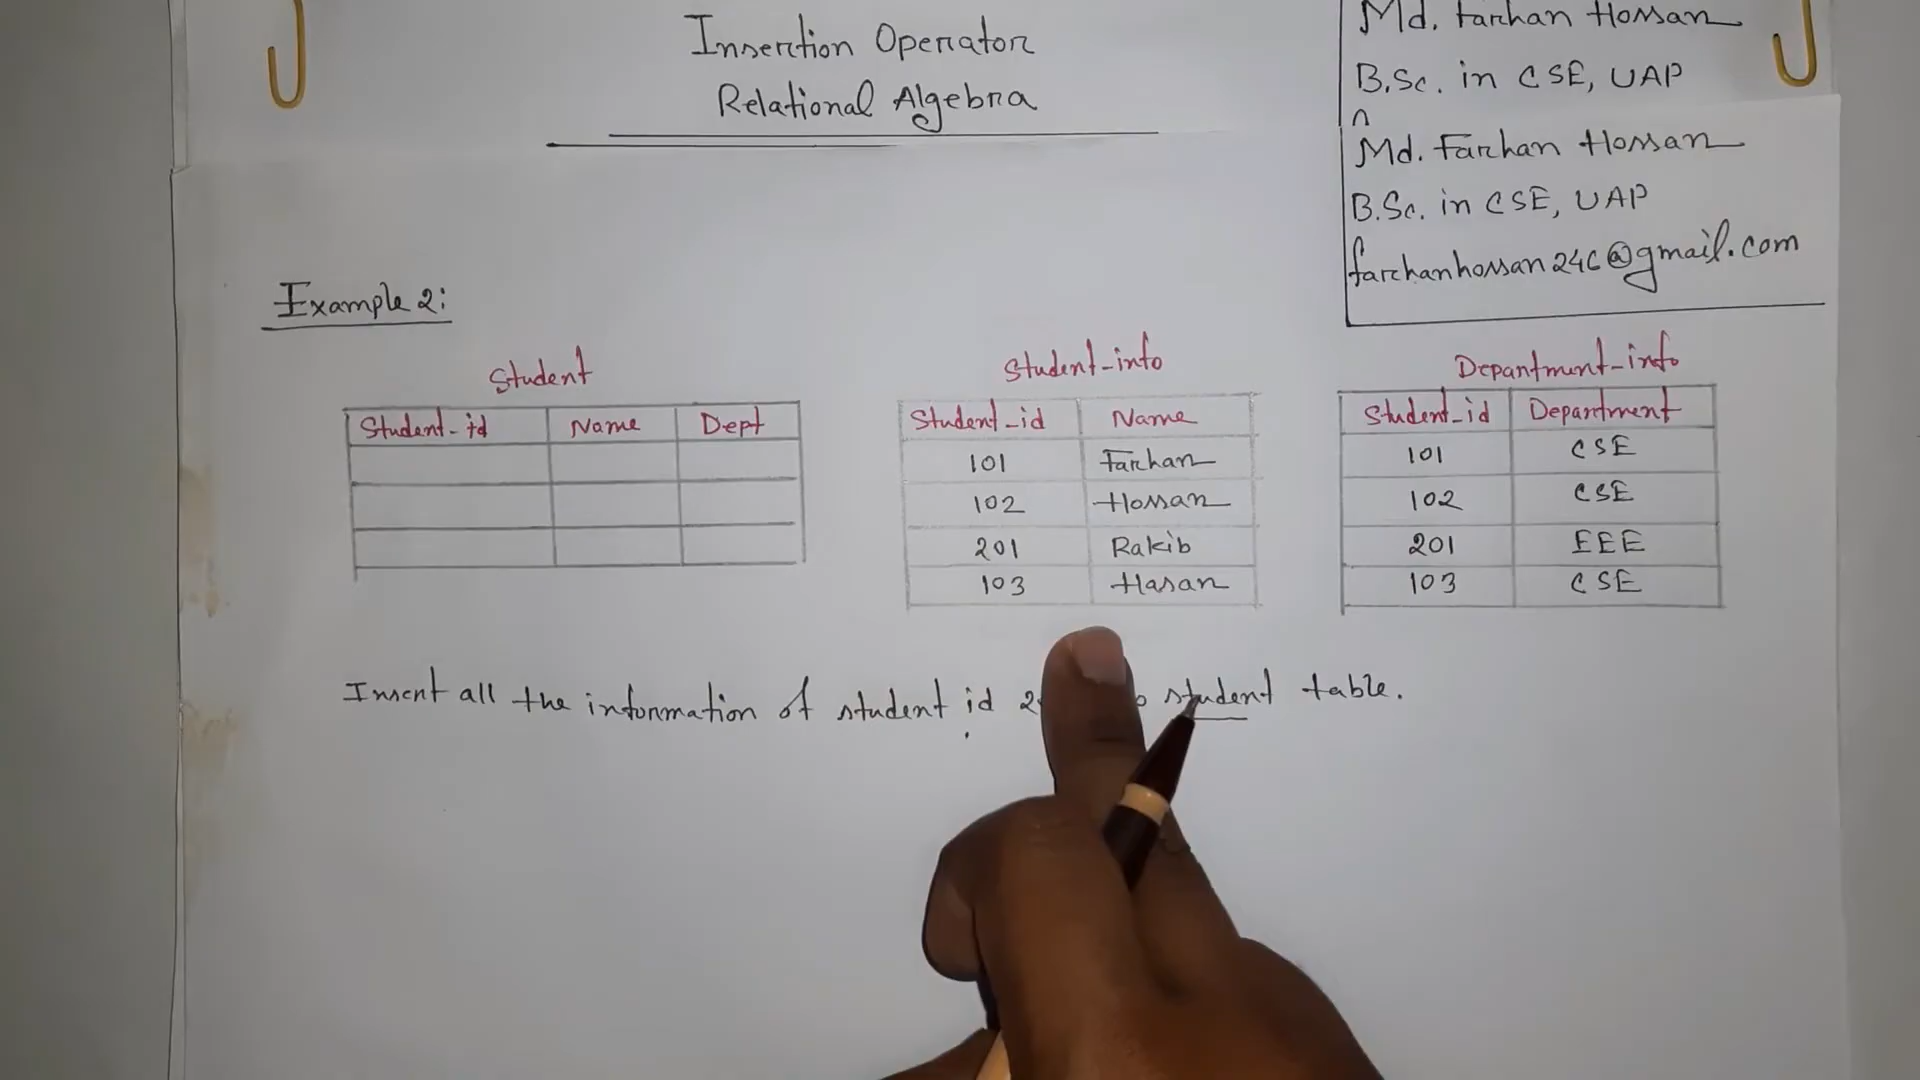 Insertion Operator
Relational Algebra
Md. Farhan Hossan
B.Sc. in CSE, UAP
Md. Farhan Hossan
B.Sc. in CSE, UAP
farhanhossan24c@gmail.com
Example 2:
Student
Student-id Name Dept
Student-info
Student_id Name
101 Farhan
102 Hossan
201 Rakib
103 Hasan
Department-info
Student_id Department
101 CSE
102 CSE
201 EEE
103 CSE
Insert all the information of student id student table.